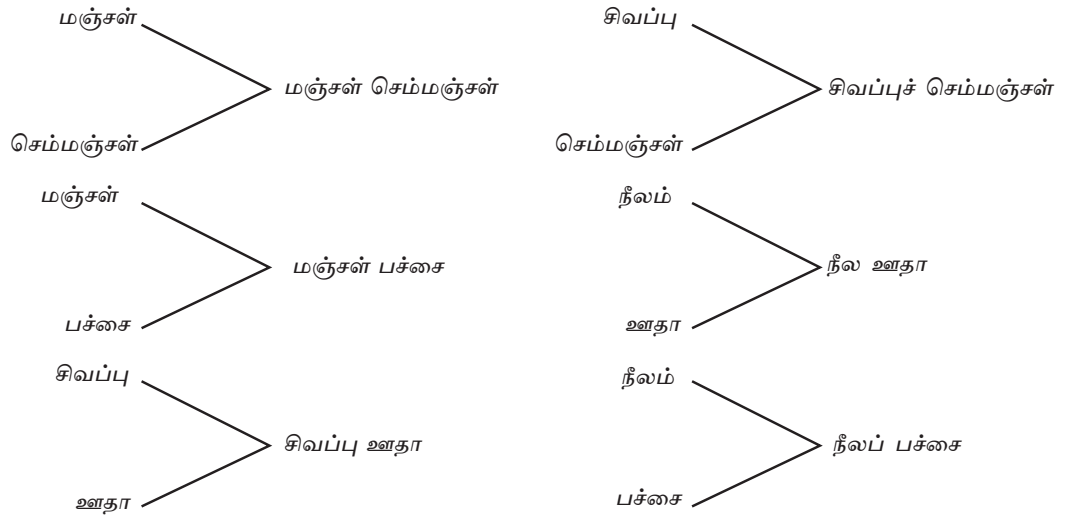 மஞ்சள்
மஞ்சள் செம்மஞ்சள்
செம்மஞ்சள்
சிவப்பு
சிவப்புச் செம்மஞ்சள்
செம்மஞ்சள்
மஞ்சள்
மஞ்சள் பச்சை
பச்சை
நீலம்
நீல ஊதா
ஊதா
சிவப்பு
சிவப்பு ஊதா
ஊதா
நீலம்
நீலப் பச்சை
பச்சை